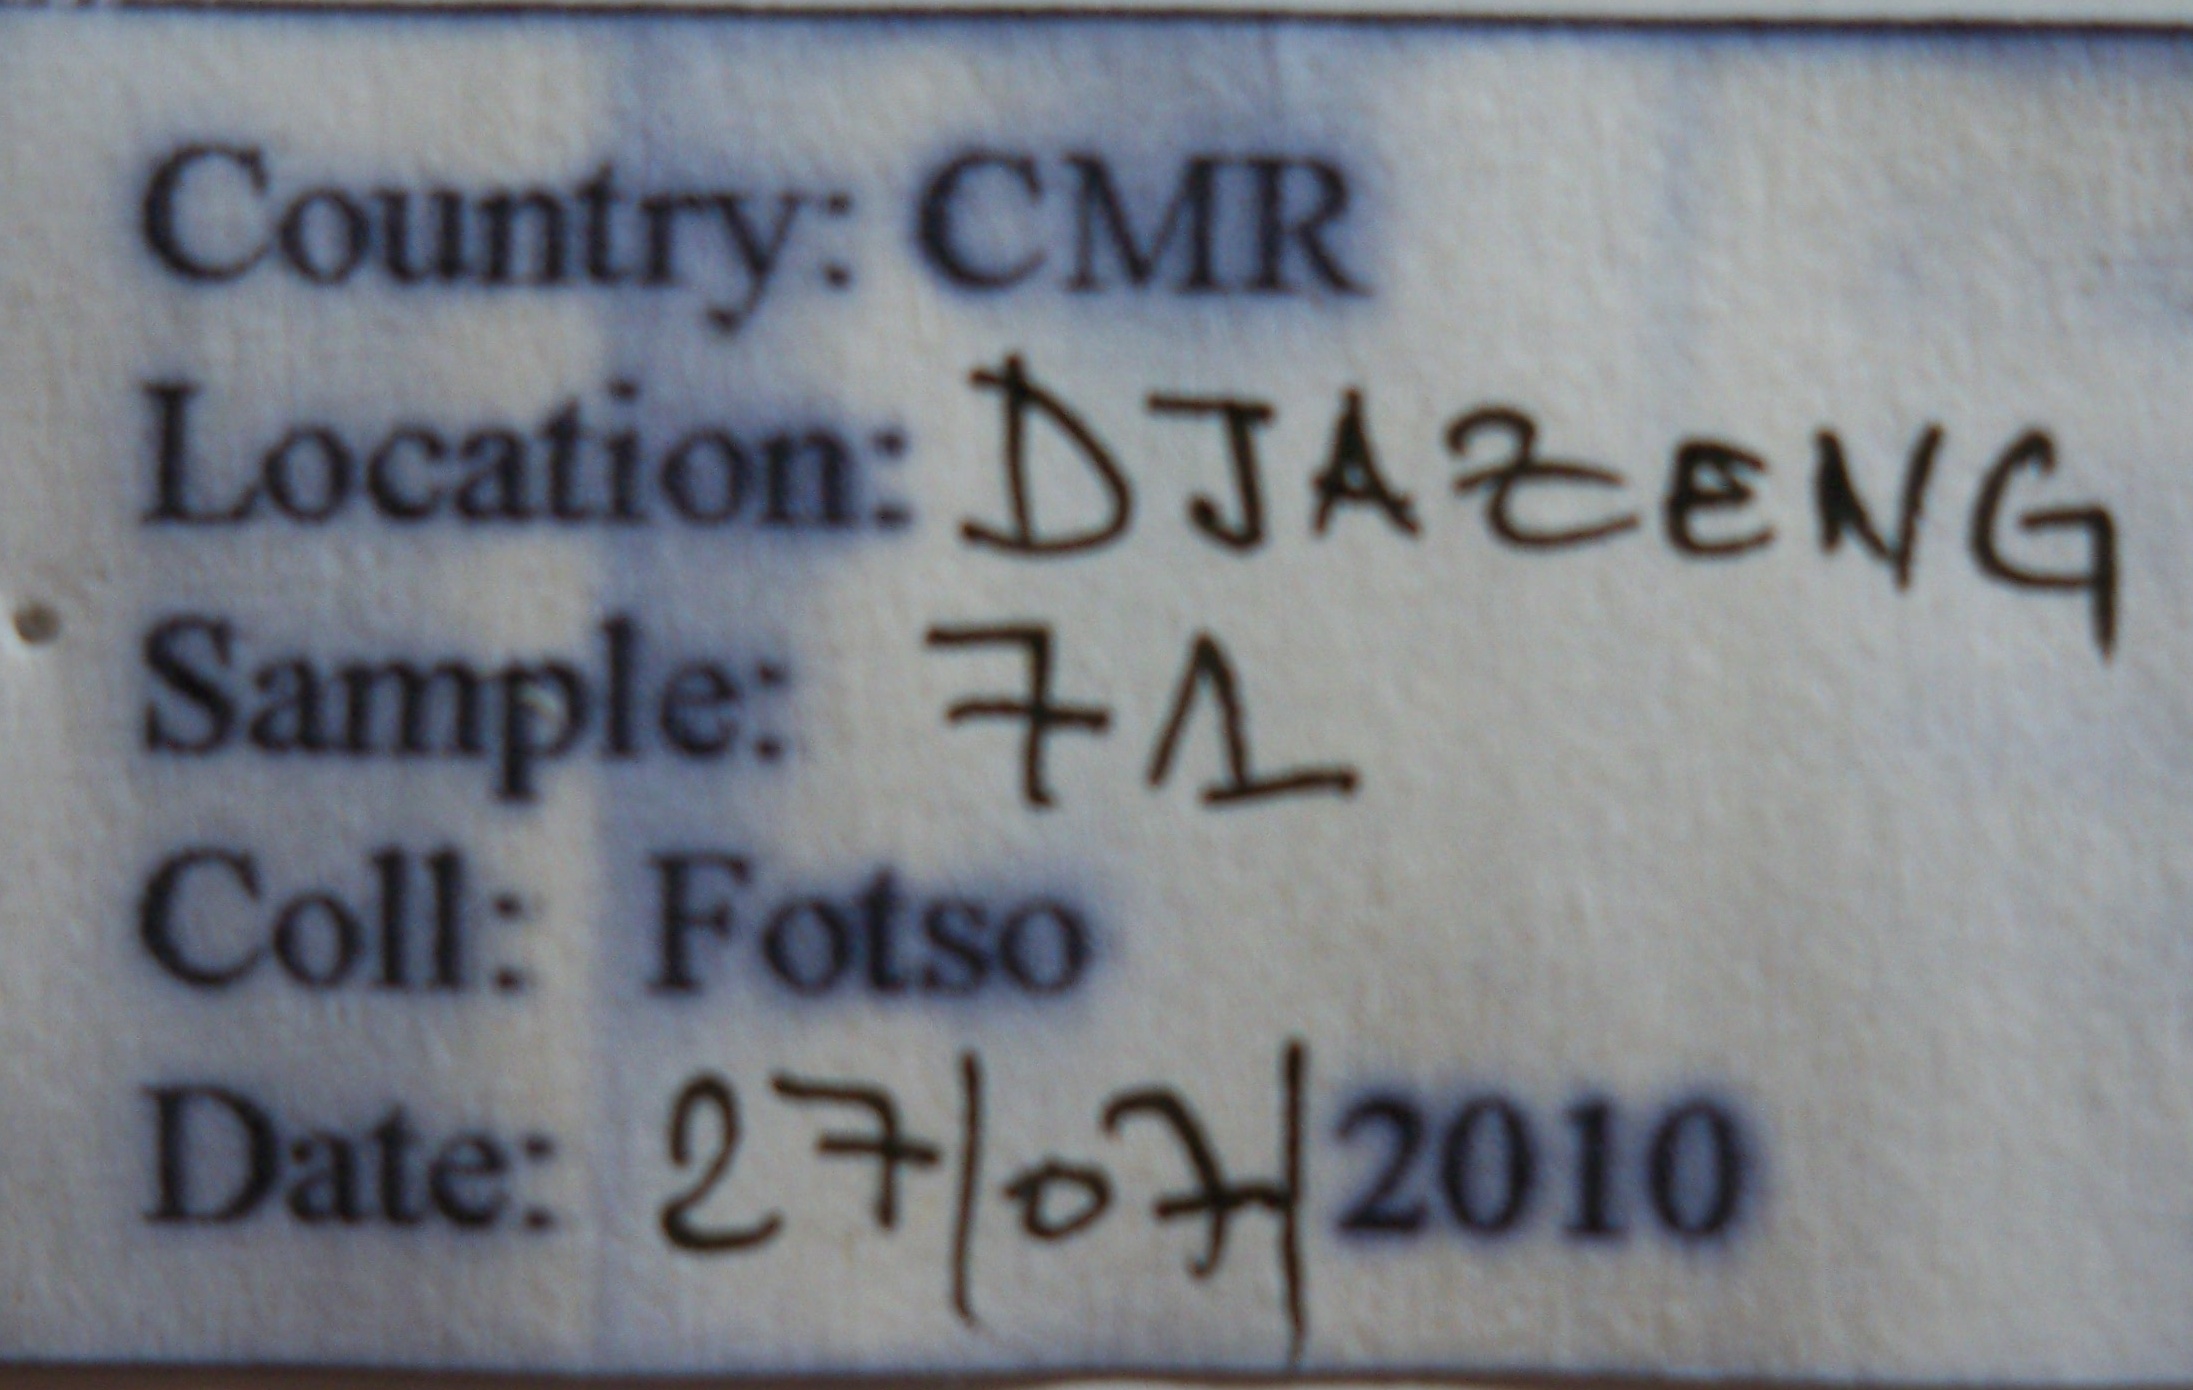 Country: CMR
Location: DJAZENG
Sample: 71
Coll: Fotso
Date: 27/07/2010